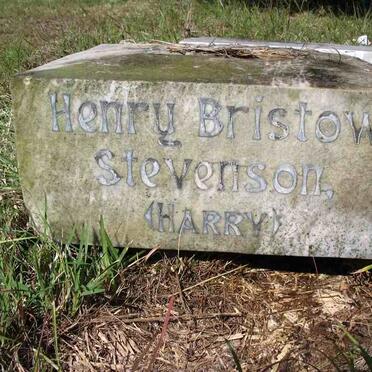 Henry Bristow
Stevenson,
(HARRY)